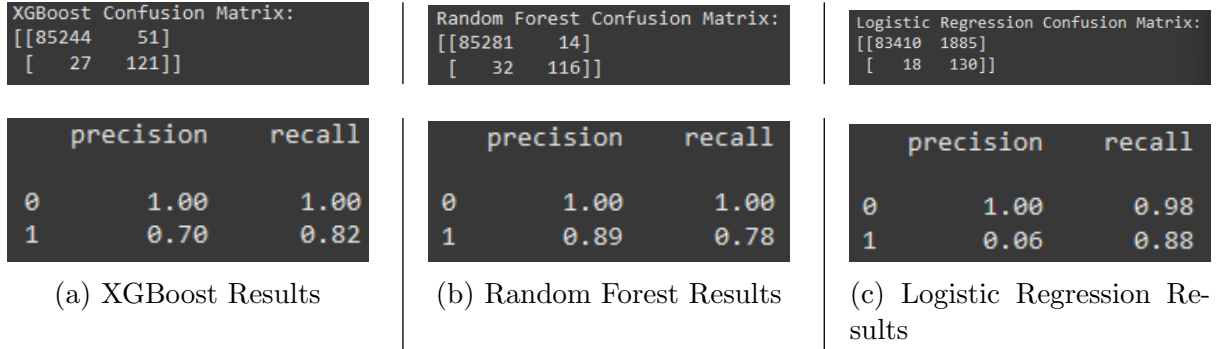 XGBoost Confusion Matrix:
[[85244 51]
[ 27 121]]
precision recall
0 1.00 1.00
1 0.70 0.82
(a) XGBoost Results
Random Forest Confusion Matrix:
[[85281 14]
[ 32 116]]
precision recall
0 1.00 1.00
1 0.89 0.78
(b) Random Forest Results
Logistic Regression Confusion Matrix:
[[83410 1885]
[ 18 130]]
precision recall
0 1.00 0.98
1 0.06 0.88
(c) Logistic Regression Re-
sults